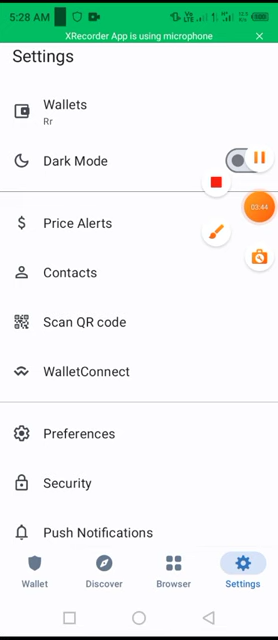 5:28 AM
XRecorder App is using microphone
Settings
Wallets
Rr
Dark Mode
03:44
Price Alerts
Contacts
Scan QR code
WalletConnect
Preferences
Security
Push Notifications
Wallet Discover Browser Settings